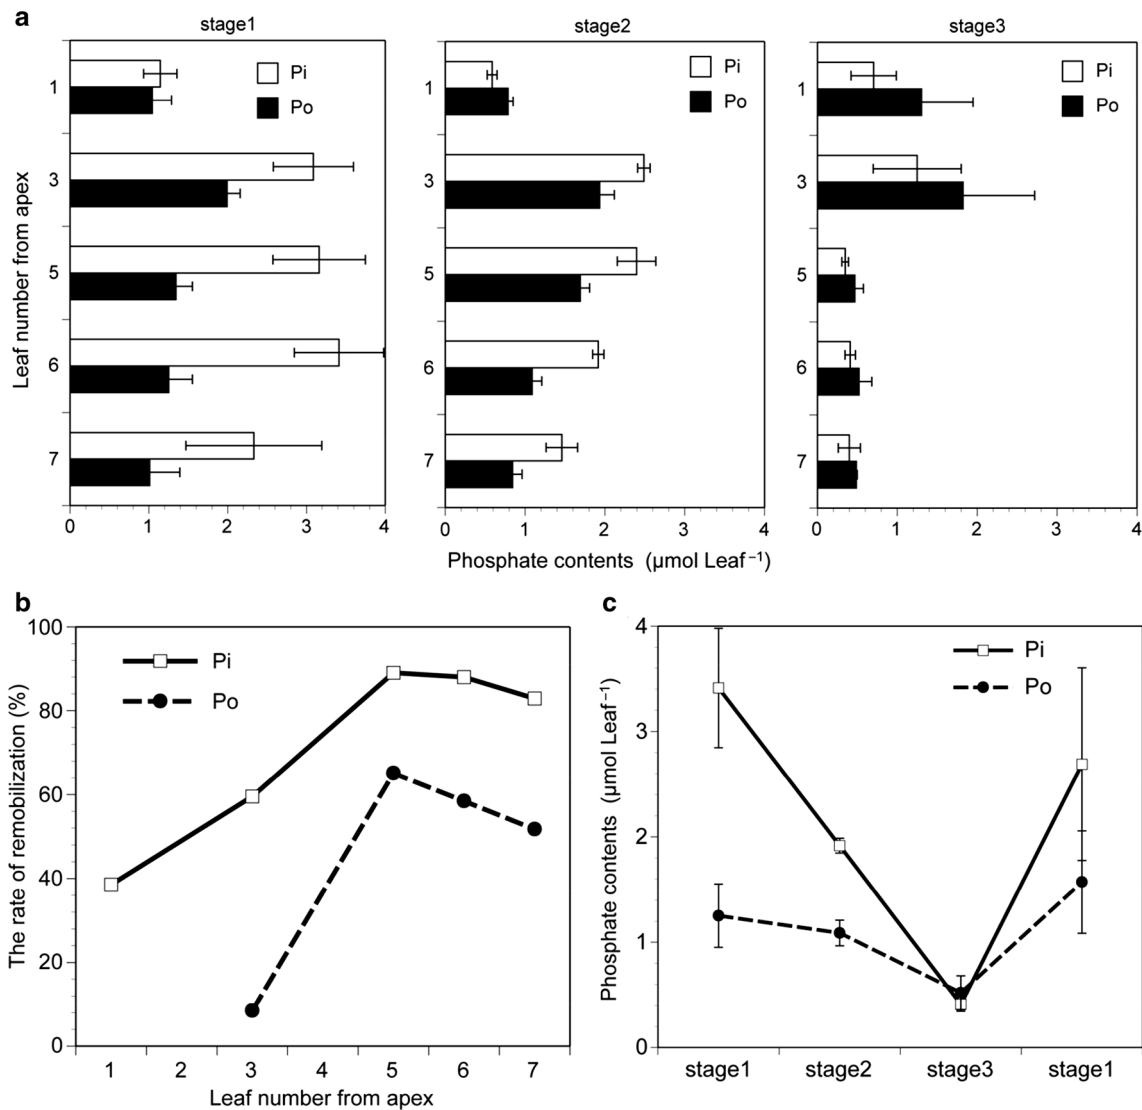 a
stage1
stage2
stage3
Pi
Po
Pi
Po
Pi
Po
Leaf number from apex
1
3
5
6
7
1
3
5
6
7
1
3
5
6
7
0 1 2 3 4
0 1 2 3 4
0 1 2 3 4
Phosphate contents (μmol Leaf⁻¹)
b
The rate of remobilization (%)
100
80
60
40
20
0
Pi
Po
1 2 3 4 5 6 7
Leaf number from apex
c
Phosphate contents (μmol Leaf⁻¹)
4
3
2
1
0
Pi
Po
stage1 stage2 stage3 stage1